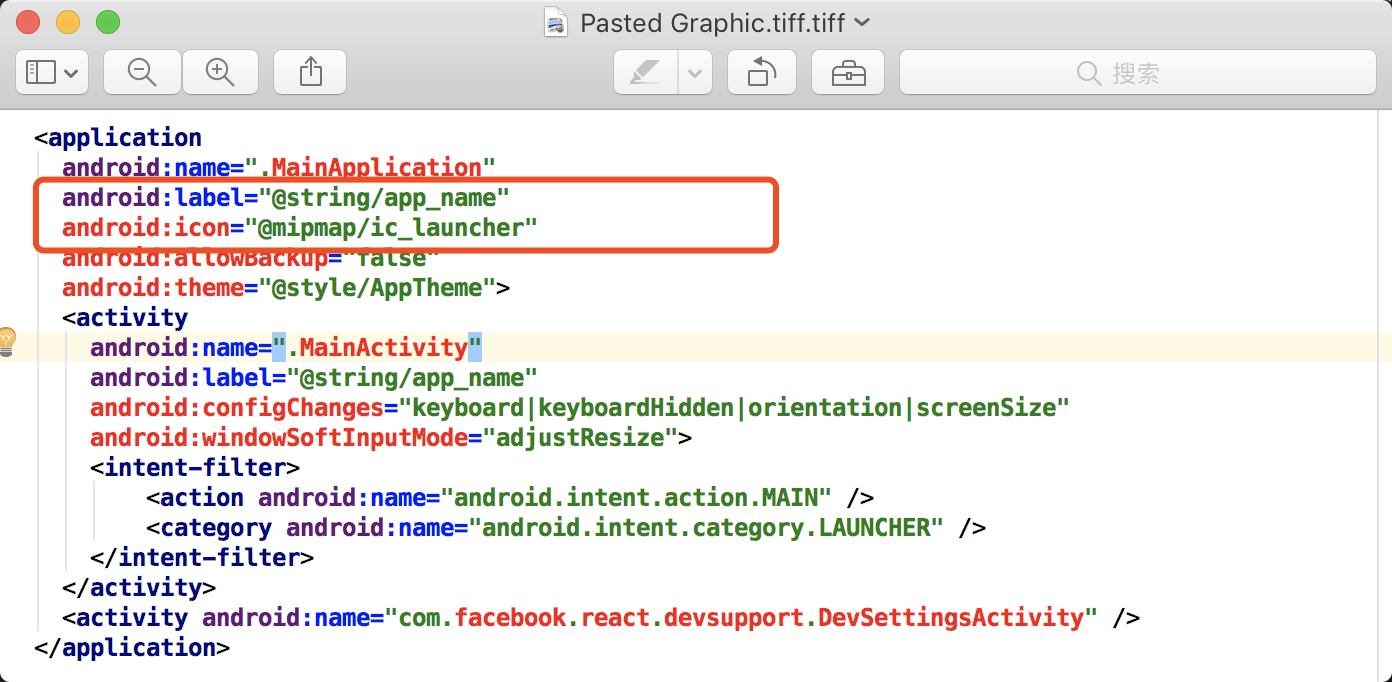 Pasted Graphic.tiff.tiff
搜索
<application
android:name=".MainApplication"
android:label="@string/app_name"
android:icon="@mipmap/ic_launcher"
android:allowBackup="false"
android:theme="@style/AppTheme">
<activity
android:name=".MainActivity"
android:label="@string/app_name"
android:configChanges="keyboard|keyboardHidden|orientation|screenSize"
android:windowSoftInputMode="adjustResize">
<intent-filter>
<action android:name="android.intent.action.MAIN" />
<category android:name="android.intent.category.LAUNCHER" />
</intent-filter>
</activity>
<activity android:name="com.facebook.react.devsupport.DevSettingsActivity" />
</application>